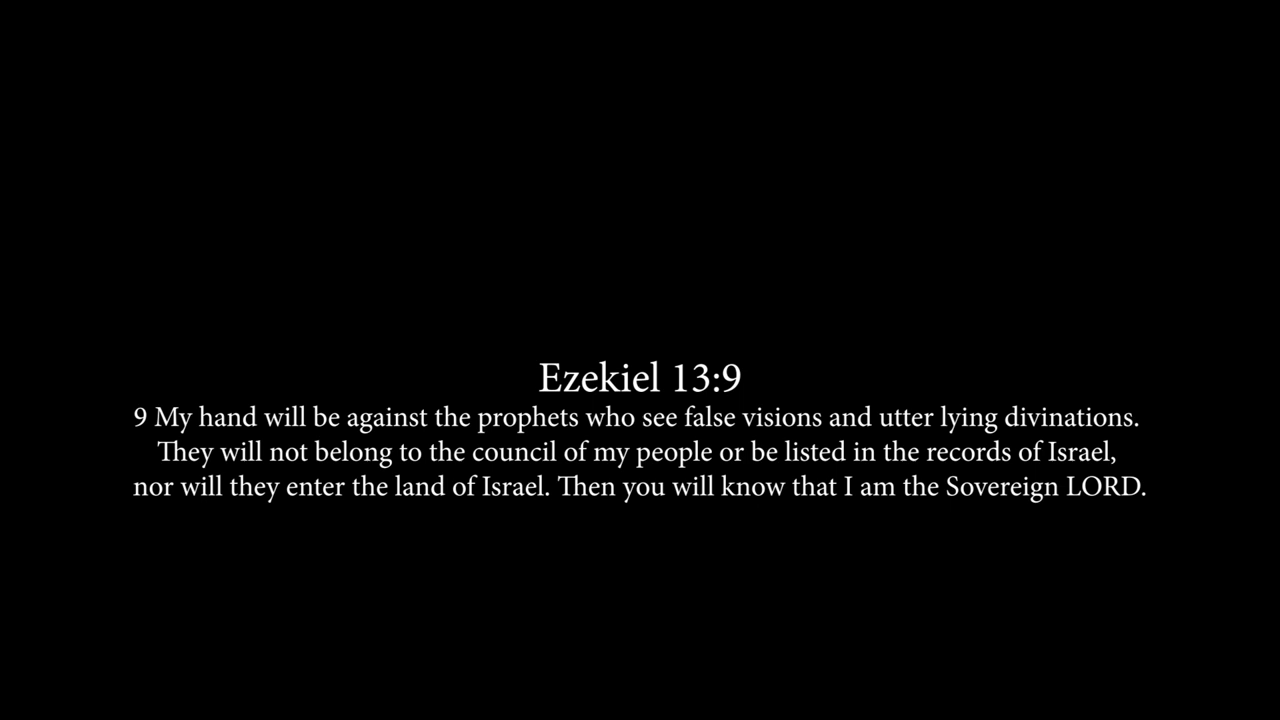 Ezekiel 13:9
9 My hand will be against the prophets who see false visions and utter lying divinations.
They will not belong to the council of my people or be listed in the records of Israel,
nor will they enter the land of Israel. Then you will know that I am the Sovereign LORD.